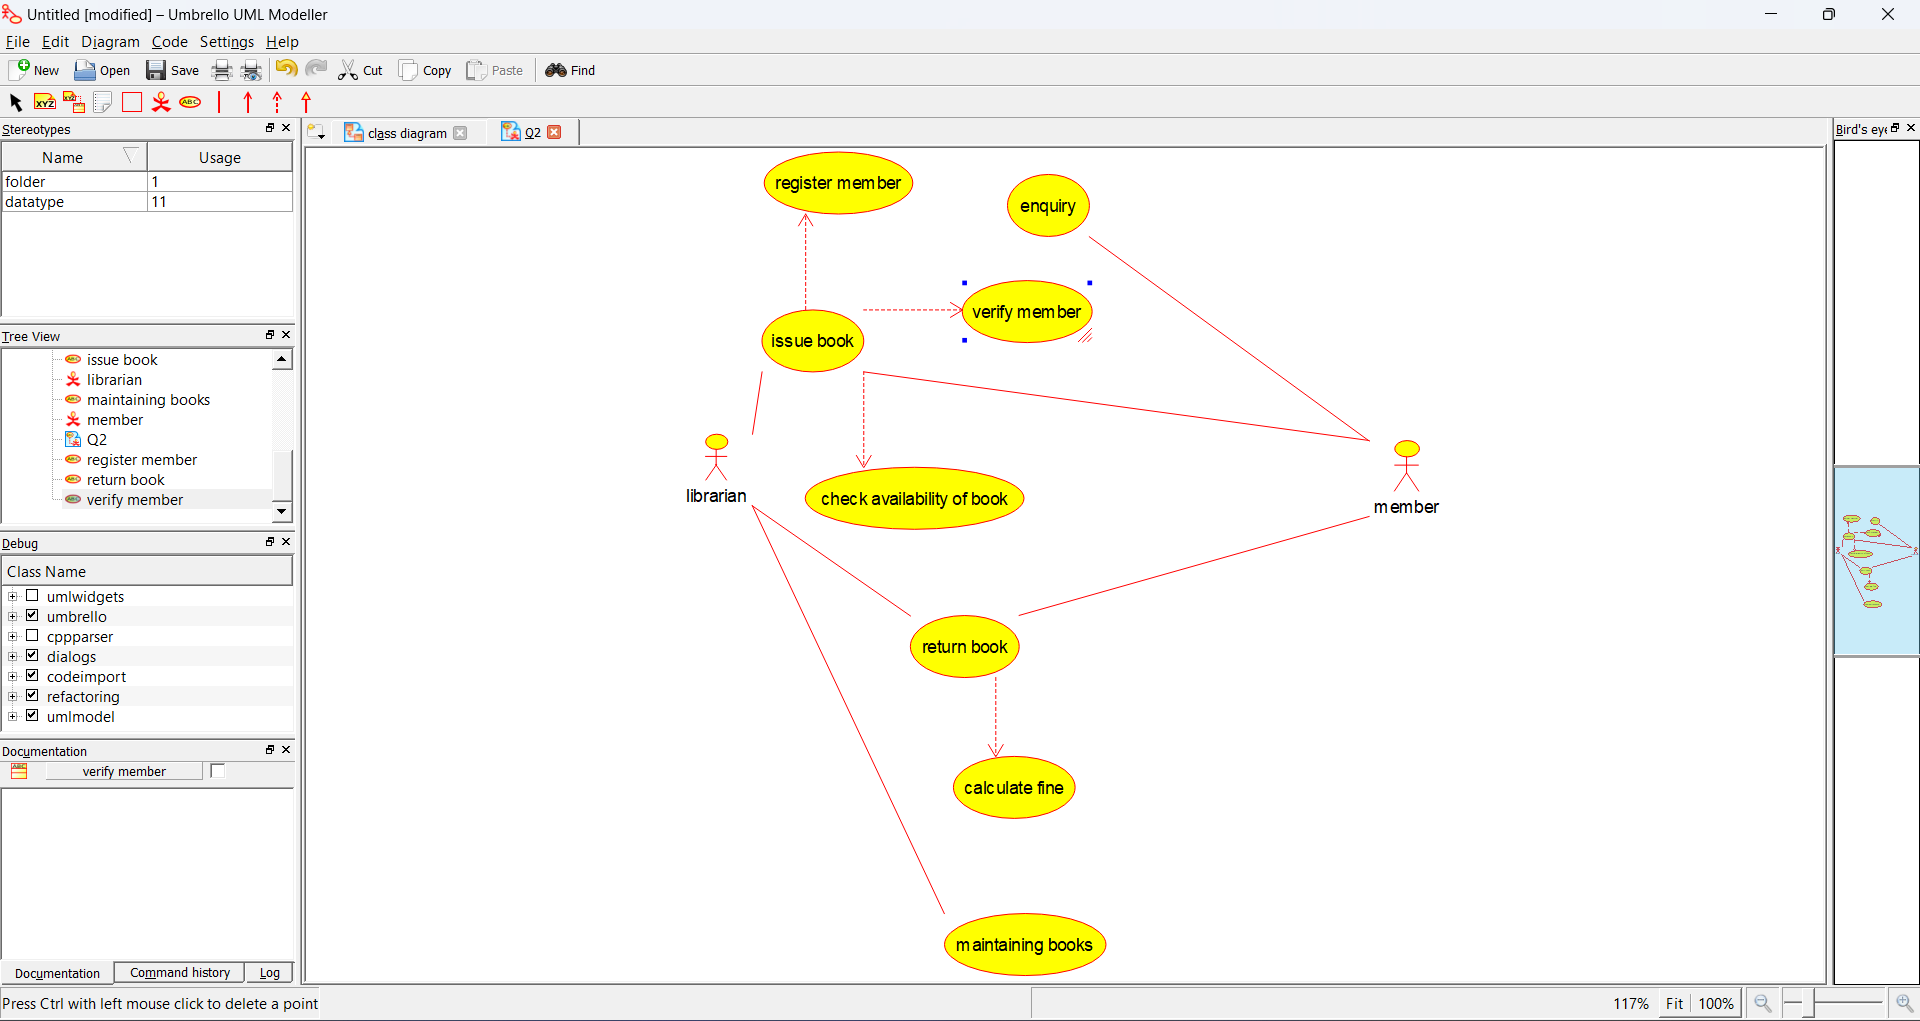 Untitled [modified] – Umbrello UML Modeller
File Edit Diagram Code Settings Help
New Open Save Cut Copy Paste Find
XYZ XYZ ABC
Stereotypes
Name Usage
folder 1
datatype 11
Tree View
issue book
librarian
maintaining books
member
Q2
register member
return book
verify member
Debug
Class Name
umlwidgets
umbrello
cppparser
dialogs
codeimport
refactoring
umlmodel
Documentation
verify member
Documentation Command history Log
class diagram Q2
register member
enquiry
verify member
issue book
librarian
check availability of book
member
return book
calculate fine
maintaining books
Bird's eye
Press Ctrl with left mouse click to delete a point
117% Fit 100%